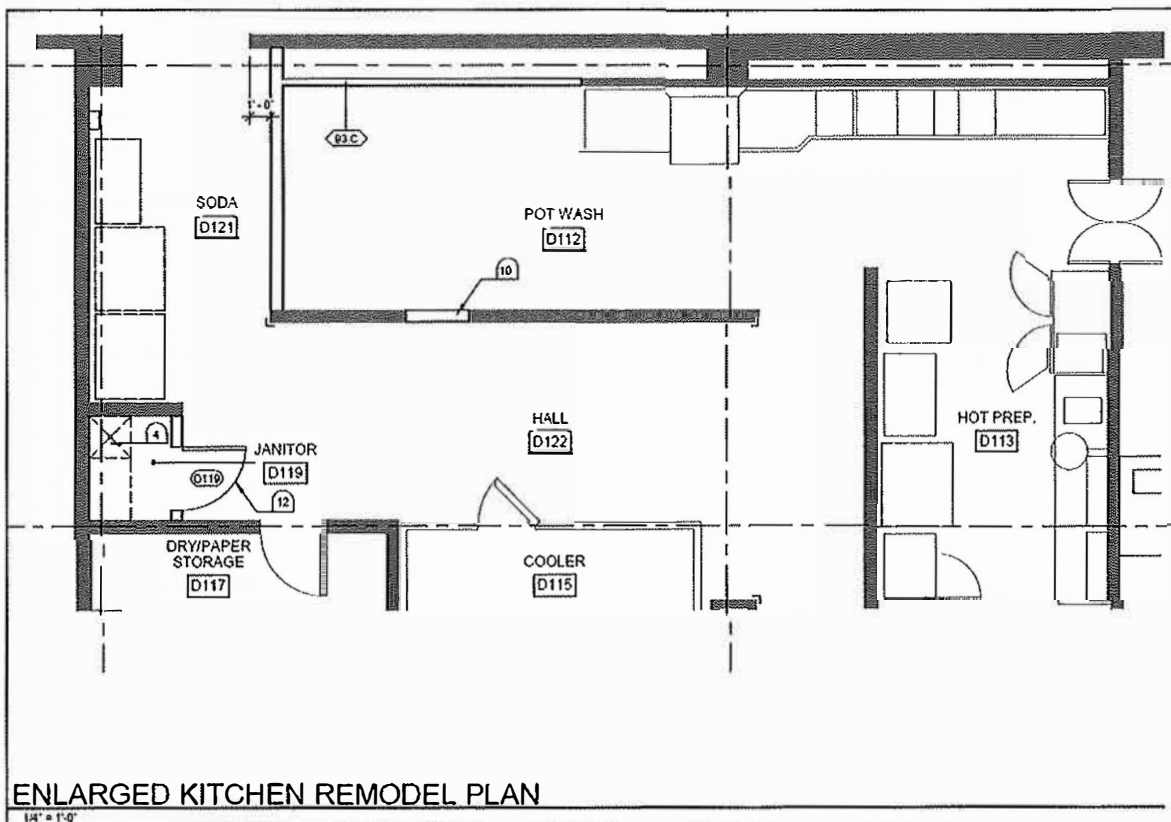 1'-0"
93.C
SODA
D121
POT WASH
D112
10
HALL
D122
HOT PREP.
D113
4
JANITOR
D119
D119
12
DRY/PAPER
STORAGE
D117
COOLER
D115
ENLARGED KITCHEN REMODEL PLAN
1/4" = 1'-0"